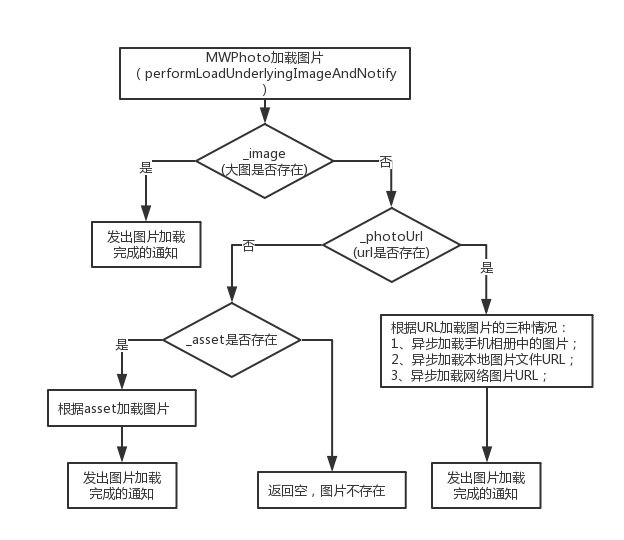 MWPhoto加载图片
（performLoadUnderlyingImageAndNotify
）
_image
(大图是否存在)
是
否
发出图片加载
完成的通知
_photoUrl
(url是否存在)
否
是
_asset是否存在
根据URL加载图片的三种情况：
1、异步加载手机相册中的图片；
2、异步加载本地图片文件URL；
3、异步加载网络图片URL；
是
根据asset加载图片
发出图片加载
完成的通知
返回空，图片不存在
发出图片加载
完成的通知